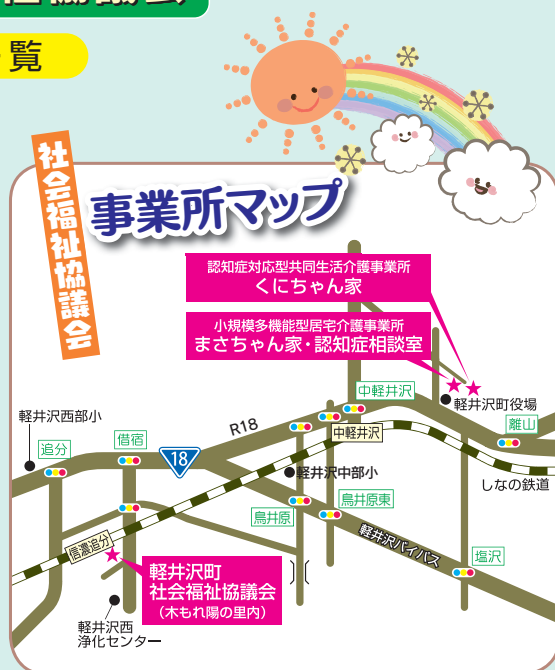 覧
社会福祉協議会
事業所マップ
認知症対応型共同生活介護事業所
くにちゃん家
小規模多機能型居宅介護事業所
まさちゃん家・認知症相談室
中軽井沢
軽井沢町役場
離山
軽井沢西部小
追分
借宿
R18
18
中軽井沢
軽井沢中部小
しなの鉄道
鳥井原
鳥井原東
軽井沢バイパス
塩沢
信濃追分
軽井沢町
社会福祉協議会
（木もれ陽の里内）
軽井沢西
浄化センター